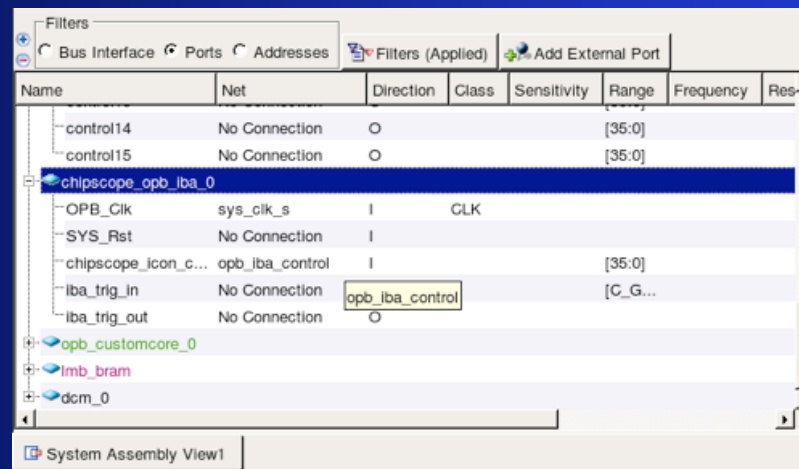 Filters
Bus Interface Ports Addresses Filters (Applied) Add External Port
Name Net Direction Class Sensitivity Range Frequency Res
control14 No Connection O [35:0]
control15 No Connection O [35:0]
chipscope_opb_iba_0
OPB_Clk sys_clk_s I CLK
SYS_Rst No Connection I
chipscope_icon_c... opb_iba_control I [35:0]
iba_trig_in No Connection [C_G...
opb_iba_control
iba_trig_out No Connection O
opb_customcore_0
lmb_bram
dcm_0
System Assembly View1